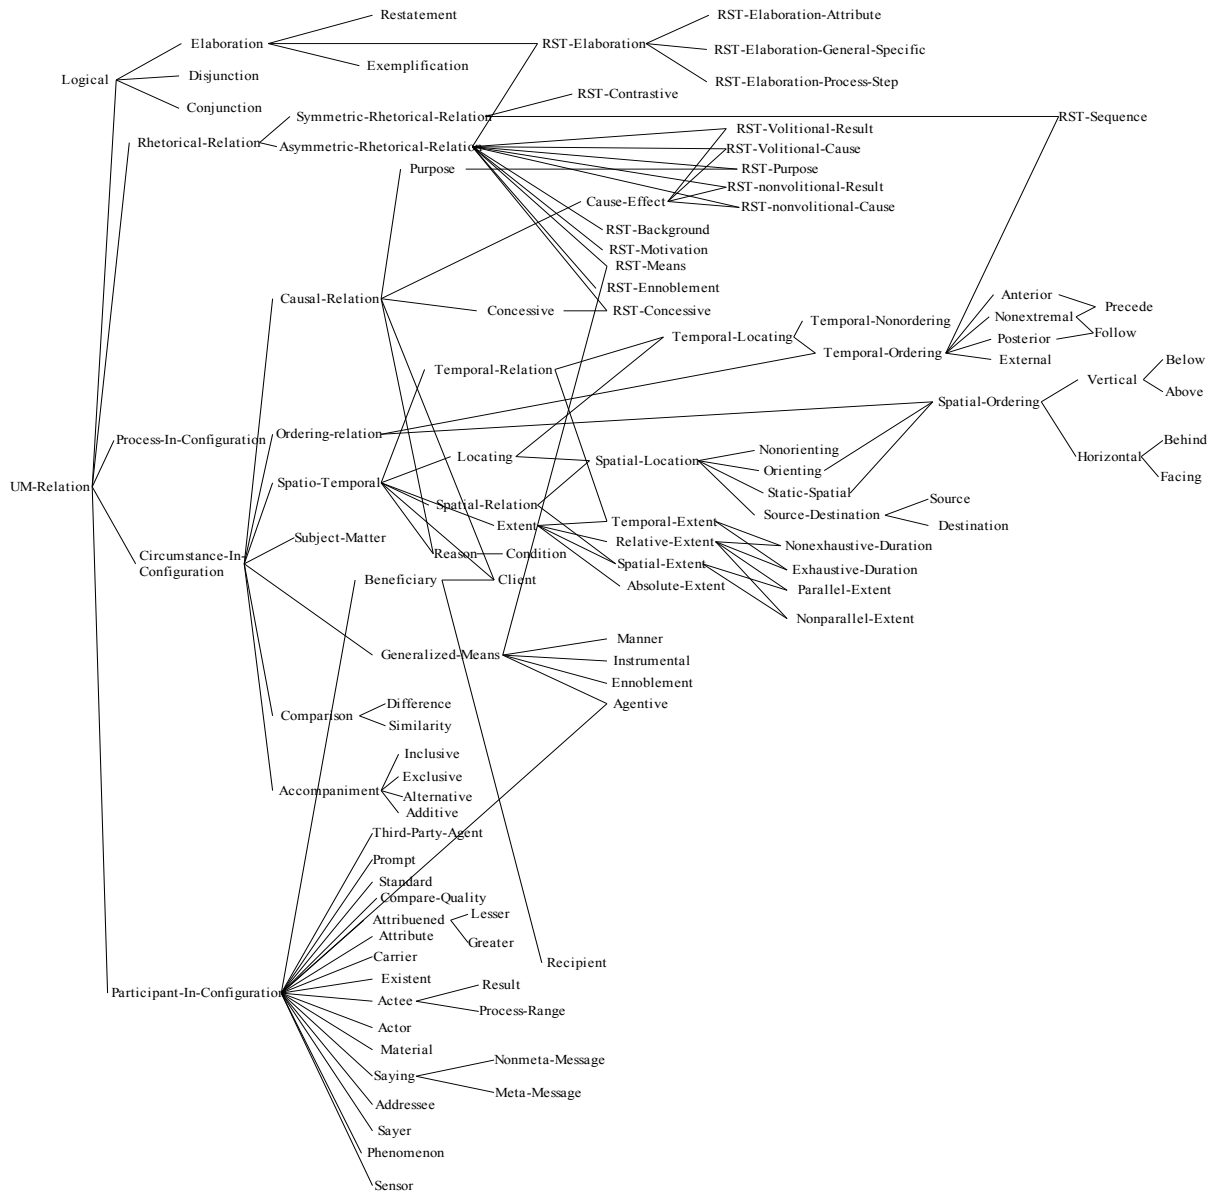 Restatement
RST-Elaboration-Attribute
Elaboration
RST-Elaboration
RST-Elaboration-General-Specific
Exemplification
Logical
Disjunction
RST-Elaboration-Process-Step
RST-Contrastive
Conjunction
Symmetric-Rhetorical-Relation
RST-Sequence
RST-Volitional-Result
Rhetorical-Relation
Asymmetric-Rhetorical-Relation
RST-Volitional-Cause
Purpose
RST-Purpose
RST-nonvolitional-Result
Cause-Effect
RST-nonvolitional-Cause
RST-Background
RST-Motivation
RST-Means
RST-Ennoblement
Causal-Relation
Concessive
RST-Concessive
Anterior
Precede
Nonextremal
Temporal-Nonordering
Follow
Temporal-Locating
Posterior
Temporal-Ordering
External
Below
Temporal-Relation
Vertical
Above
Spatial-Ordering
Process-In-Configuration
Ordering-relation
Behind
Nonorienting
Locating
Horizontal
Spatial-Location
Orienting
Facing
UM-Relation
Spatio-Temporal
Static-Spatial
Source
Spatial-Relation
Source-Destination
Extent
Temporal-Extent
Destination
Subject-Matter
Relative-Extent
Nonexhaustive-Duration
Circumstance-In-
Configuration
Reason
Condition
Spatial-Extent
Exhaustive-Duration
Beneficiary
Client
Absolute-Extent
Parallel-Extent
Nonparallel-Extent
Manner
Generalized-Means
Instrumental
Ennoblement
Difference
Agentive
Comparison
Similarity
Inclusive
Exclusive
Accompaniment
Alternative
Additive
Third-Party-Agent
Prompt
Standard
Compare-Quality
Lesser
Attribuened
Attribute
Greater
Carrier
Recipient
Existent
Result
Participant-In-Configuration
Actee
Process-Range
Actor
Material
Nonmeta-Message
Saying
Meta-Message
Addressee
Sayer
Phenomenon
Sensor